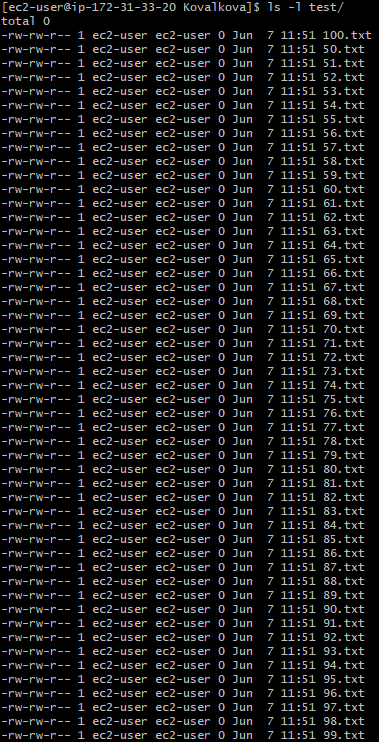 [ec2-user@ip-172-31-33-20 Kovalkova]$ ls -l test/
total 0
-rw-rw-r-- 1 ec2-user ec2-user 0 Jun  7 11:51 100.txt
-rw-rw-r-- 1 ec2-user ec2-user 0 Jun  7 11:51 50.txt
-rw-rw-r-- 1 ec2-user ec2-user 0 Jun  7 11:51 51.txt
-rw-rw-r-- 1 ec2-user ec2-user 0 Jun  7 11:51 52.txt
-rw-rw-r-- 1 ec2-user ec2-user 0 Jun  7 11:51 53.txt
-rw-rw-r-- 1 ec2-user ec2-user 0 Jun  7 11:51 54.txt
-rw-rw-r-- 1 ec2-user ec2-user 0 Jun  7 11:51 55.txt
-rw-rw-r-- 1 ec2-user ec2-user 0 Jun  7 11:51 56.txt
-rw-rw-r-- 1 ec2-user ec2-user 0 Jun  7 11:51 57.txt
-rw-rw-r-- 1 ec2-user ec2-user 0 Jun  7 11:51 58.txt
-rw-rw-r-- 1 ec2-user ec2-user 0 Jun  7 11:51 59.txt
-rw-rw-r-- 1 ec2-user ec2-user 0 Jun  7 11:51 60.txt
-rw-rw-r-- 1 ec2-user ec2-user 0 Jun  7 11:51 61.txt
-rw-rw-r-- 1 ec2-user ec2-user 0 Jun  7 11:51 62.txt
-rw-rw-r-- 1 ec2-user ec2-user 0 Jun  7 11:51 63.txt
-rw-rw-r-- 1 ec2-user ec2-user 0 Jun  7 11:51 64.txt
-rw-rw-r-- 1 ec2-user ec2-user 0 Jun  7 11:51 65.txt
-rw-rw-r-- 1 ec2-user ec2-user 0 Jun  7 11:51 66.txt
-rw-rw-r-- 1 ec2-user ec2-user 0 Jun  7 11:51 67.txt
-rw-rw-r-- 1 ec2-user ec2-user 0 Jun  7 11:51 68.txt
-rw-rw-r-- 1 ec2-user ec2-user 0 Jun  7 11:51 69.txt
-rw-rw-r-- 1 ec2-user ec2-user 0 Jun  7 11:51 70.txt
-rw-rw-r-- 1 ec2-user ec2-user 0 Jun  7 11:51 71.txt
-rw-rw-r-- 1 ec2-user ec2-user 0 Jun  7 11:51 72.txt
-rw-rw-r-- 1 ec2-user ec2-user 0 Jun  7 11:51 73.txt
-rw-rw-r-- 1 ec2-user ec2-user 0 Jun  7 11:51 74.txt
-rw-rw-r-- 1 ec2-user ec2-user 0 Jun  7 11:51 75.txt
-rw-rw-r-- 1 ec2-user ec2-user 0 Jun  7 11:51 76.txt
-rw-rw-r-- 1 ec2-user ec2-user 0 Jun  7 11:51 77.txt
-rw-rw-r-- 1 ec2-user ec2-user 0 Jun  7 11:51 78.txt
-rw-rw-r-- 1 ec2-user ec2-user 0 Jun  7 11:51 79.txt
-rw-rw-r-- 1 ec2-user ec2-user 0 Jun  7 11:51 80.txt
-rw-rw-r-- 1 ec2-user ec2-user 0 Jun  7 11:51 81.txt
-rw-rw-r-- 1 ec2-user ec2-user 0 Jun  7 11:51 82.txt
-rw-rw-r-- 1 ec2-user ec2-user 0 Jun  7 11:51 83.txt
-rw-rw-r-- 1 ec2-user ec2-user 0 Jun  7 11:51 84.txt
-rw-rw-r-- 1 ec2-user ec2-user 0 Jun  7 11:51 85.txt
-rw-rw-r-- 1 ec2-user ec2-user 0 Jun  7 11:51 86.txt
-rw-rw-r-- 1 ec2-user ec2-user 0 Jun  7 11:51 87.txt
-rw-rw-r-- 1 ec2-user ec2-user 0 Jun  7 11:51 88.txt
-rw-rw-r-- 1 ec2-user ec2-user 0 Jun  7 11:51 89.txt
-rw-rw-r-- 1 ec2-user ec2-user 0 Jun  7 11:51 90.txt
-rw-rw-r-- 1 ec2-user ec2-user 0 Jun  7 11:51 91.txt
-rw-rw-r-- 1 ec2-user ec2-user 0 Jun  7 11:51 92.txt
-rw-rw-r-- 1 ec2-user ec2-user 0 Jun  7 11:51 93.txt
-rw-rw-r-- 1 ec2-user ec2-user 0 Jun  7 11:51 94.txt
-rw-rw-r-- 1 ec2-user ec2-user 0 Jun  7 11:51 95.txt
-rw-rw-r-- 1 ec2-user ec2-user 0 Jun  7 11:51 96.txt
-rw-rw-r-- 1 ec2-user ec2-user 0 Jun  7 11:51 97.txt
-rw-rw-r-- 1 ec2-user ec2-user 0 Jun  7 11:51 98.txt
-rw-rw-r-- 1 ec2-user ec2-user 0 Jun  7 11:51 99.txt